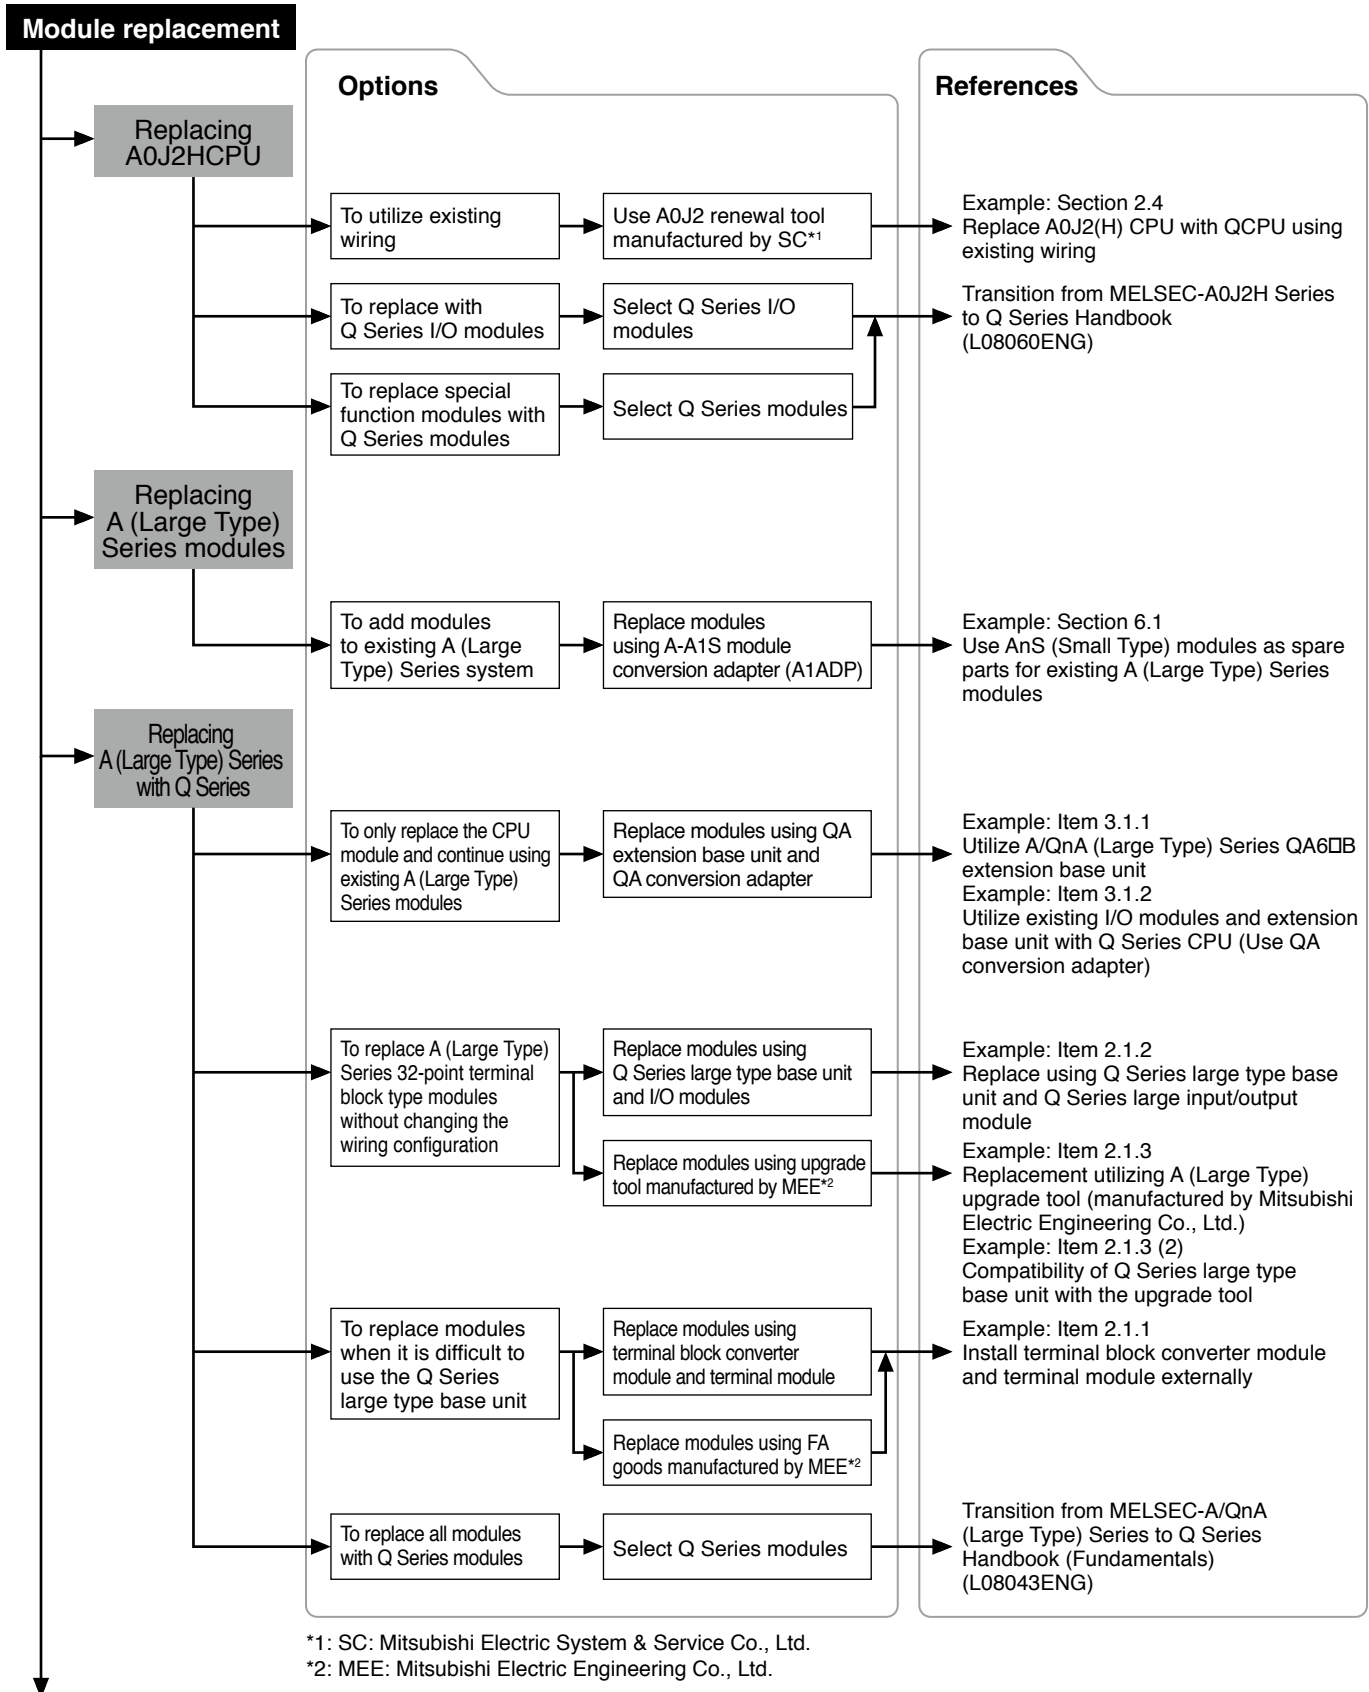 Module replacement
Options
References
Replacing
A0J2HCPU
To utilize existing
wiring
Use A0J2 renewal tool
manufactured by SC*1
Example: Section 2.4
Replace A0J2(H) CPU with QCPU using
existing wiring
To replace with
Q Series I/O modules
Select Q Series I/O
modules
Transition from MELSEC-A0J2H Series
to Q Series Handbook
(L08060ENG)
To replace special
function modules with
Q Series modules
Select Q Series modules
Replacing
A (Large Type)
Series modules
To add modules
to existing A (Large
Type) Series system
Replace modules
using A-A1S module
conversion adapter (A1ADP)
Example: Section 6.1
Use AnS (Small Type) modules as spare
parts for existing A (Large Type) Series
modules
Replacing
A (Large Type) Series
with Q Series
To only replace the CPU
module and continue using
existing A (Large Type)
Series modules
Replace modules using QA
extension base unit and
QA conversion adapter
Example: Item 3.1.1
Utilize A/QnA (Large Type) Series QA6□B
extension base unit
Example: Item 3.1.2
Utilize existing I/O modules and extension
base unit with Q Series CPU (Use QA
conversion adapter)
To replace A (Large Type)
Series 32-point terminal
block type modules
without changing the
wiring configuration
Replace modules using
Q Series large type base unit
and I/O modules
Example: Item 2.1.2
Replace using Q Series large type base
unit and Q Series large input/output
module
Replace modules using upgrade
tool manufactured by MEE*2
Example: Item 2.1.3
Replacement utilizing A (Large Type)
upgrade tool (manufactured by Mitsubishi
Electric Engineering Co., Ltd.)
Example: Item 2.1.3 (2)
Compatibility of Q Series large type
base unit with the upgrade tool
To replace modules
when it is difficult to
use the Q Series
large type base unit
Replace modules using
terminal block converter
module and terminal module
Example: Item 2.1.1
Install terminal block converter module
and terminal module externally
Replace modules using FA
goods manufactured by MEE*2
To replace all modules
with Q Series modules
Select Q Series modules
Transition from MELSEC-A/QnA
(Large Type) Series to Q Series
Handbook (Fundamentals)
(L08043ENG)
*1: SC: Mitsubishi Electric System & Service Co., Ltd.
*2: MEE: Mitsubishi Electric Engineering Co., Ltd.